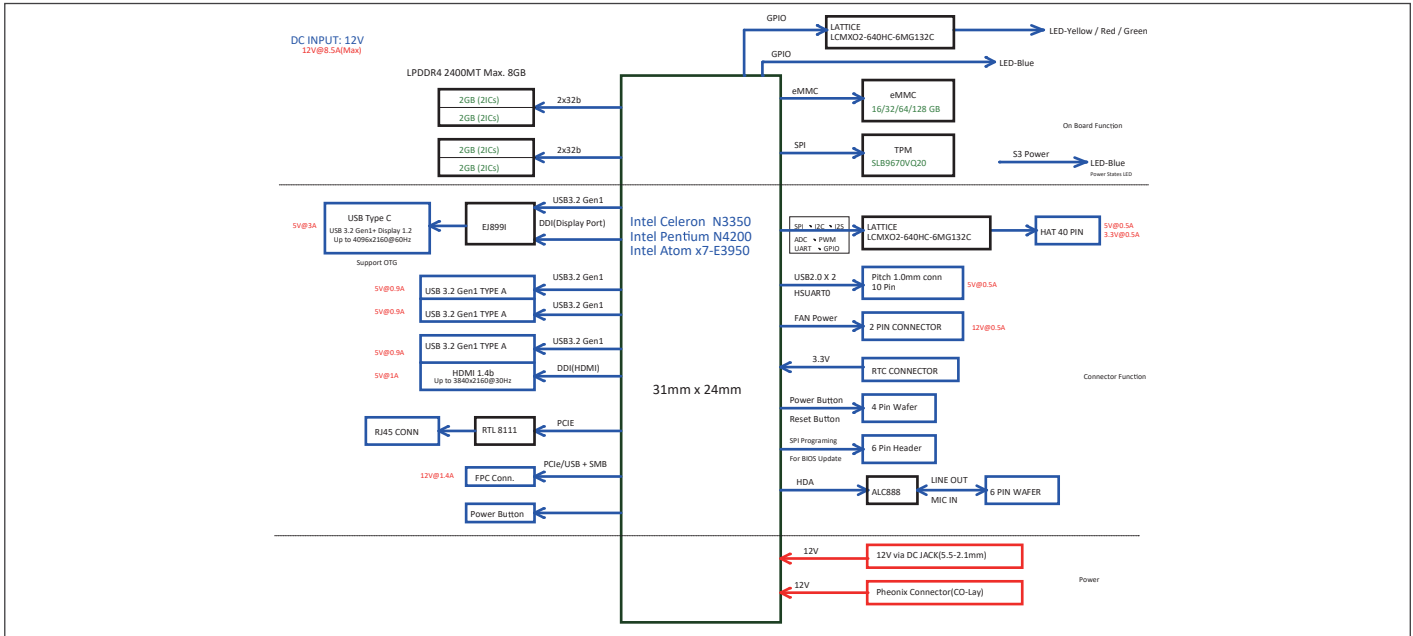 DC INPUT: 12V
12V@8.5A(Max)
GPIO
LATTICE
LCMXO2-640HC-6MG132C
LED-Yellow / Red / Green
GPIO
LED-Blue
LPDDR4 2400MT Max. 8GB
2GB (2ICs)
2GB (2ICs)
2x32b
2GB (2ICs)
2GB (2ICs)
2x32b
eMMC
eMMC
16/32/64/128 GB
On Board Function
SPI
TPM
SLB9670VQ20
S3 Power
LED-Blue
Power States LED
USB Type C
USB 3.2 Gen1+ Display 1.2
Up to 4096x2160@60Hz
Support OTG
5V@3A
EJ899I
USB3.2 Gen1
DDI(Display Port)
Intel Celeron N3350
Intel Pentium N4200
Intel Atom x7-E3950
31mm x 24mm
SPI、I2C、I2S
ADC、PWM
UART、GPIO
LATTICE
LCMXO2-640HC-6MG132C
HAT 40 PIN
5V@0.5A
3.3V@0.5A
5V@0.9A
USB 3.2 Gen1 TYPE A
USB3.2 Gen1
5V@0.9A
USB 3.2 Gen1 TYPE A
USB3.2 Gen1
USB2.0 X 2
HSUART0
Pitch 1.0mm conn
10 Pin
5V@0.5A
FAN Power
2 PIN CONNECTOR
12V@0.5A
5V@0.9A
USB 3.2 Gen1 TYPE A
USB3.2 Gen1
5V@1A
HDMI 1.4b
Up to 3840x2160@30Hz
DDI(HDMI)
3.3V
RTC CONNECTOR
Connector Function
Power Button
Reset Button
4 Pin Wafer
RJ45 CONN
RTL 8111
PCIE
SPI Programing
For BIOS Update
6 Pin Header
12V@1.4A
FPC Conn.
PCIe/USB + SMB
HDA
ALC888
LINE OUT
MIC IN
6 PIN WAFER
Power Button
12V
12V via DC JACK(5.5-2.1mm)
Power
12V
Pheonix Connector(CO-Lay)